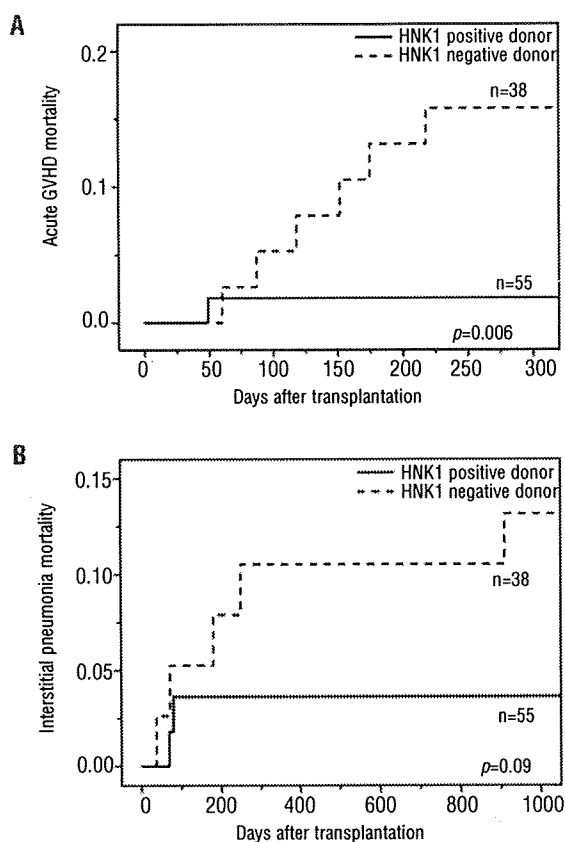 A
HNK1 positive donor
HNK1 negative donor
0.2
0.1
0.0
Acute GVHD mortality
n=38
n=55
p=0.006
0 50 100 150 200 250 300
Days after transplantation
B
HNK1 positive donor
HNK1 negative donor
0.15
0.10
0.05
0.00
Interstitial pneumonia mortality
n=38
n=55
p=0.09
0 200 400 600 800 1000
Days after transplantation